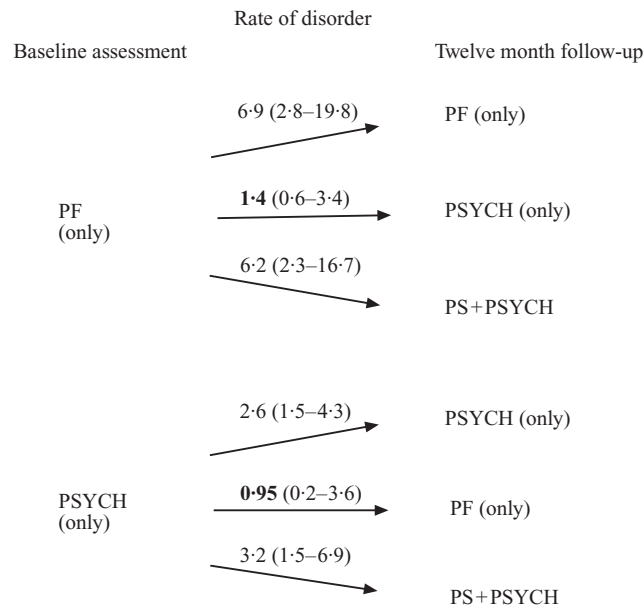 Rate of disorder
Baseline assessment
Twelve month follow-up
6·9 (2·8–19·8)
PF (only)
1·4 (0·6–3·4)
PF
(only)
PSYCH (only)
6·2 (2·3–16·7)
PS+PSYCH
2·6 (1·5–4·3)
PSYCH (only)
0·95 (0·2–3·6)
PSYCH
(only)
PF (only)
3·2 (1·5–6·9)
PS+PSYCH